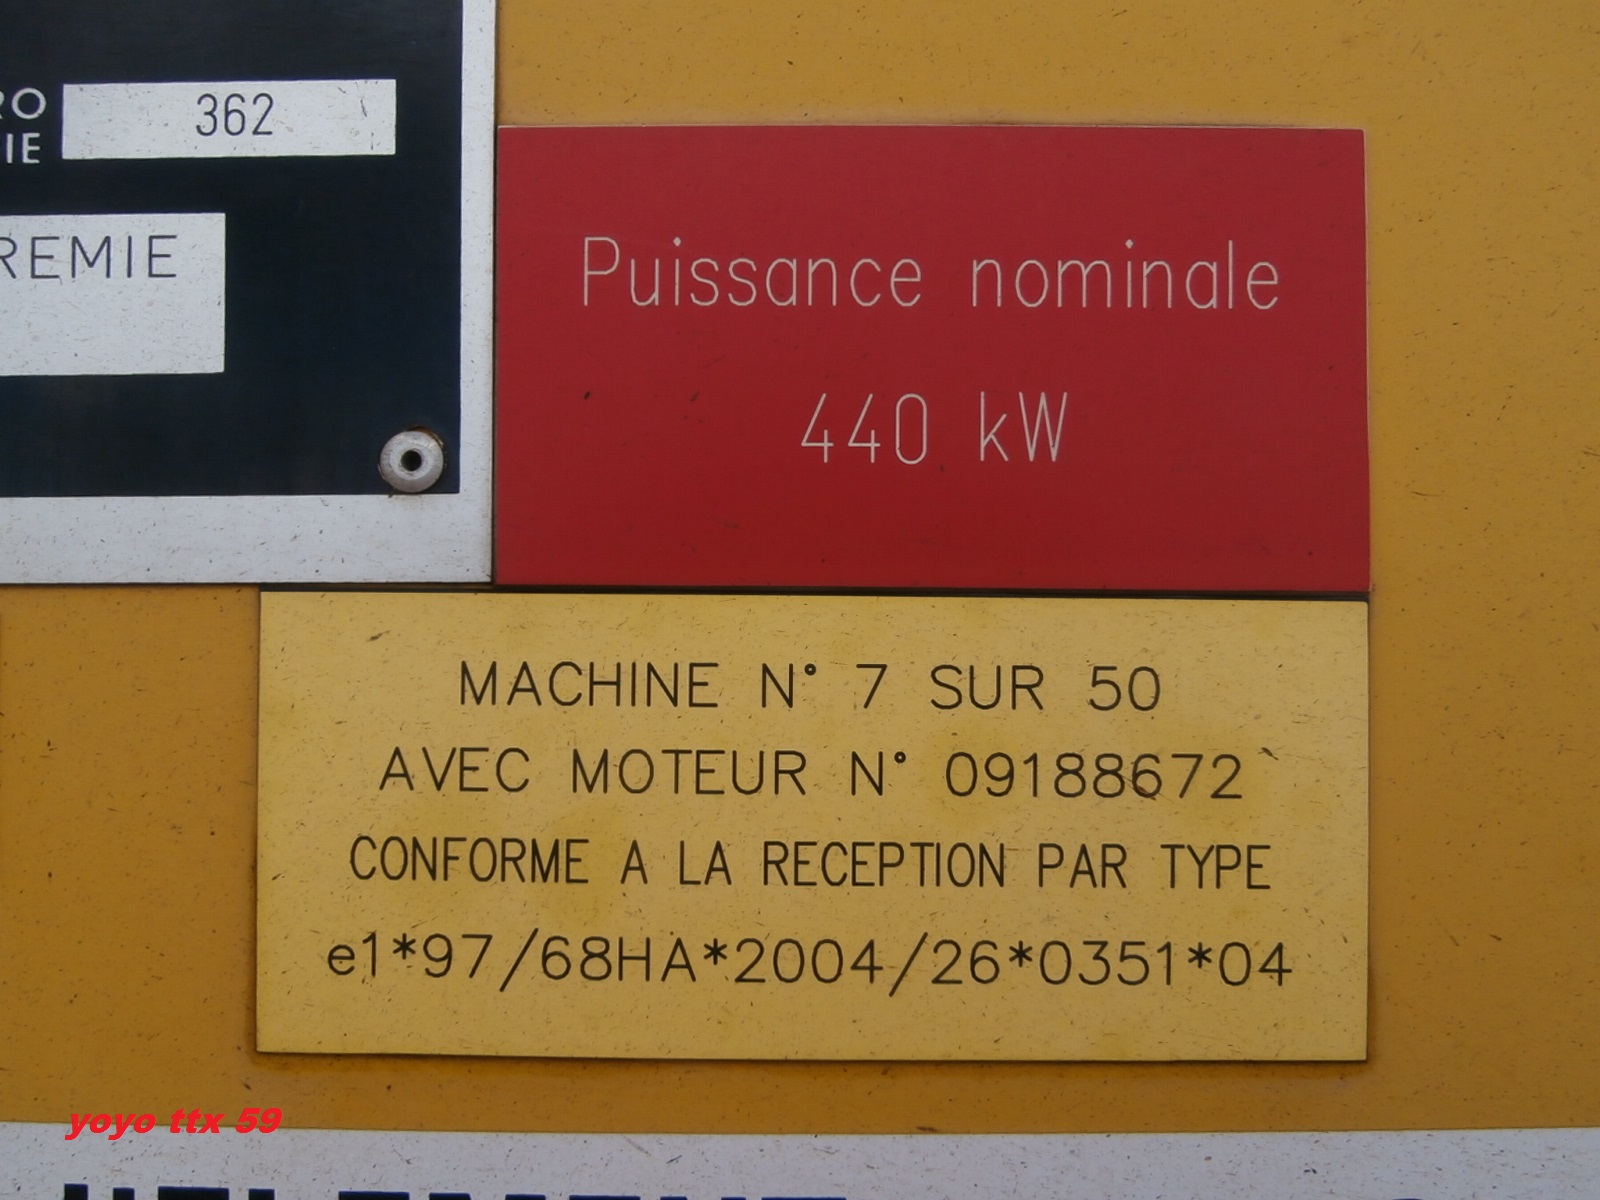 362
Puissance nominale
440 kW
MACHINE N° 7 SUR 50
AVEC MOTEUR N° 09188672
CONFORME A LA RECEPTION PAR TYPE
e1*97/68HA*2004/26*0351*04
yoyo ttx 59